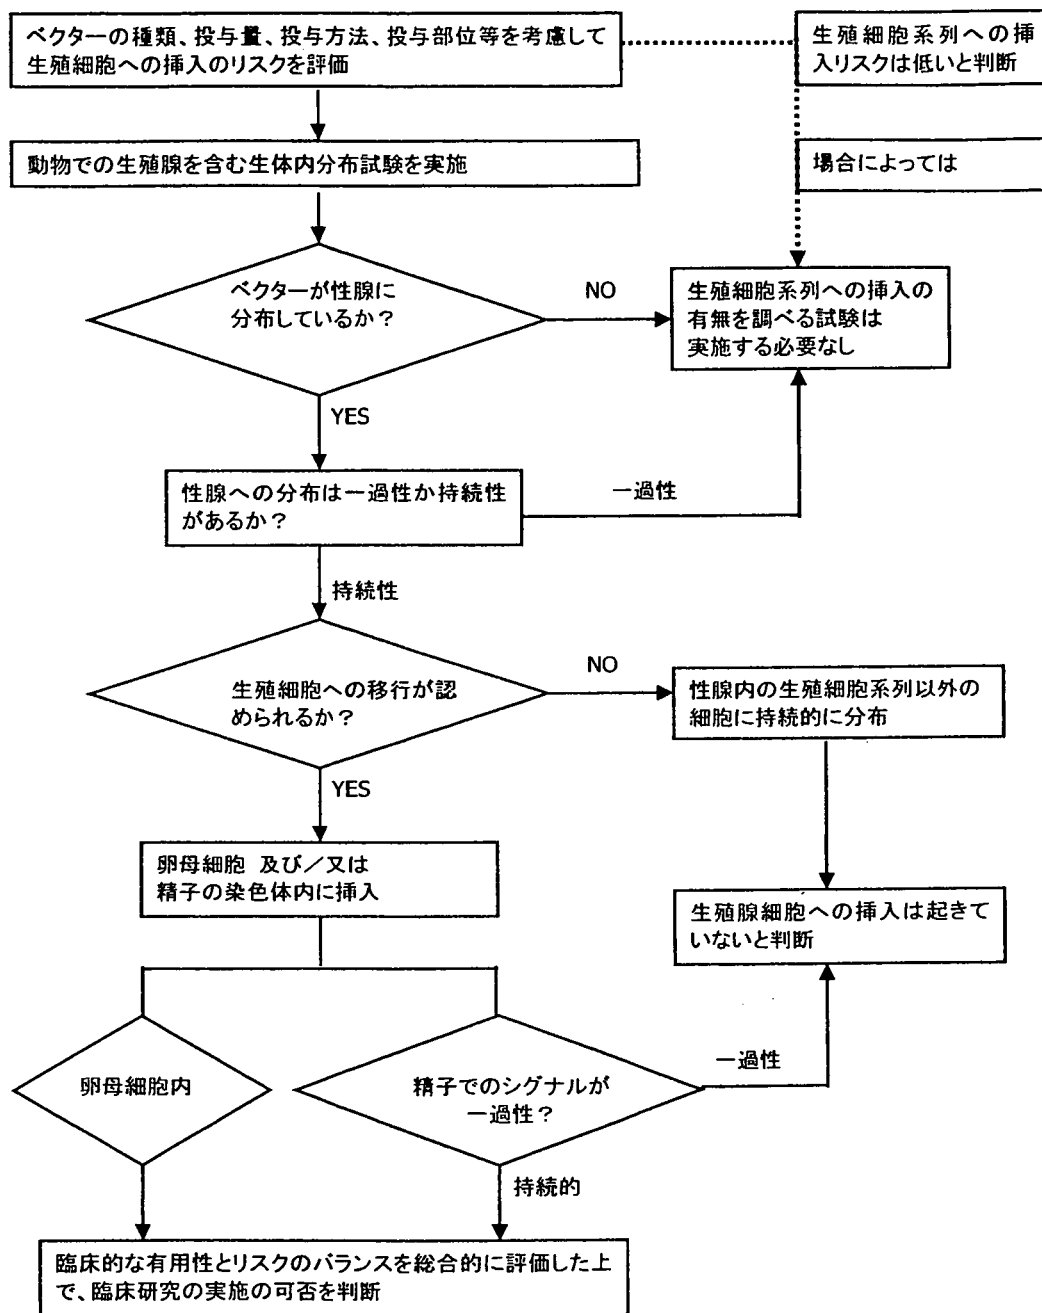 ベクターの種類、投与量、投与方法、投与部位等を考慮して
生殖細胞への挿入のリスクを評価
生殖細胞系列への挿
入リスクは低いと判断
動物での生殖腺を含む生体内分布試験を実施
場合によっては
ベクターが性腺に
分布しているか？
NO
生殖細胞系列への挿入の
有無を調べる試験は
実施する必要なし
YES
性腺への分布は一過性か持続性
があるか？
一過性
持続性
生殖細胞への移行が認
められるか？
NO
性腺内の生殖細胞系列以外の
細胞に持続的に分布
YES
卵母細胞 及び／又は
精子の染色体内に挿入
生殖腺細胞への挿入は起きて
いないと判断
卵母細胞内
精子でのシグナルが
一過性？
一過性
持続的
臨床的な有用性とリスクのバランスを総合的に評価した上
で、臨床研究の実施の可否を判断